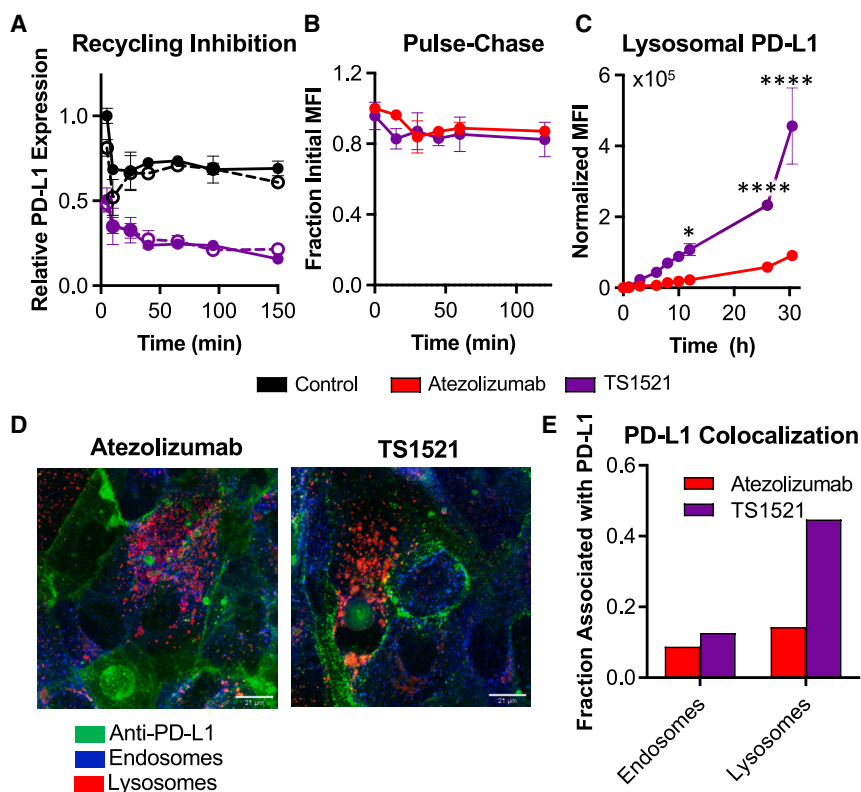 A
Recycling Inhibition
Relative PD-L1 Expression
1.0
0.5
0.0
0
50
100
150
Time (min)
B
Pulse-Chase
Fraction Initial MFI
1.2
0.8
0.4
0.0
0
50
100
Time (min)
C
Lysosomal PD-L1
x10⁵
Normalized MFI
6
4
2
0
*
****
****
0
10
20
30
Time (h)
Control
Atezolizumab
TS1521
D
Atezolizumab
TS1521
21 µm
21 µm
Anti-PD-L1
Endosomes
Lysosomes
E
PD-L1 Colocalization
Fraction Associated with PD-L1
0.6
0.4
0.2
0.0
Atezolizumab
TS1521
Endosomes
Lysosomes